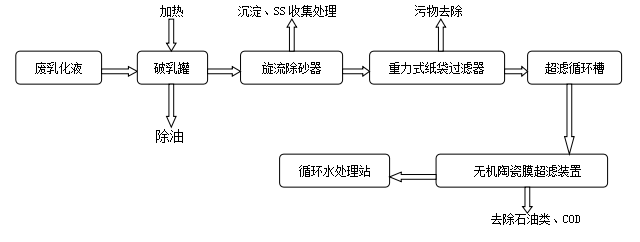 加热
沉淀、SS收集处理
污物去除
废乳化液
破乳罐
旋流除砂器
重力式纸袋过滤器
超滤循环槽
除油
循环水处理站
无机陶瓷膜超滤装置
去除石油类、COD